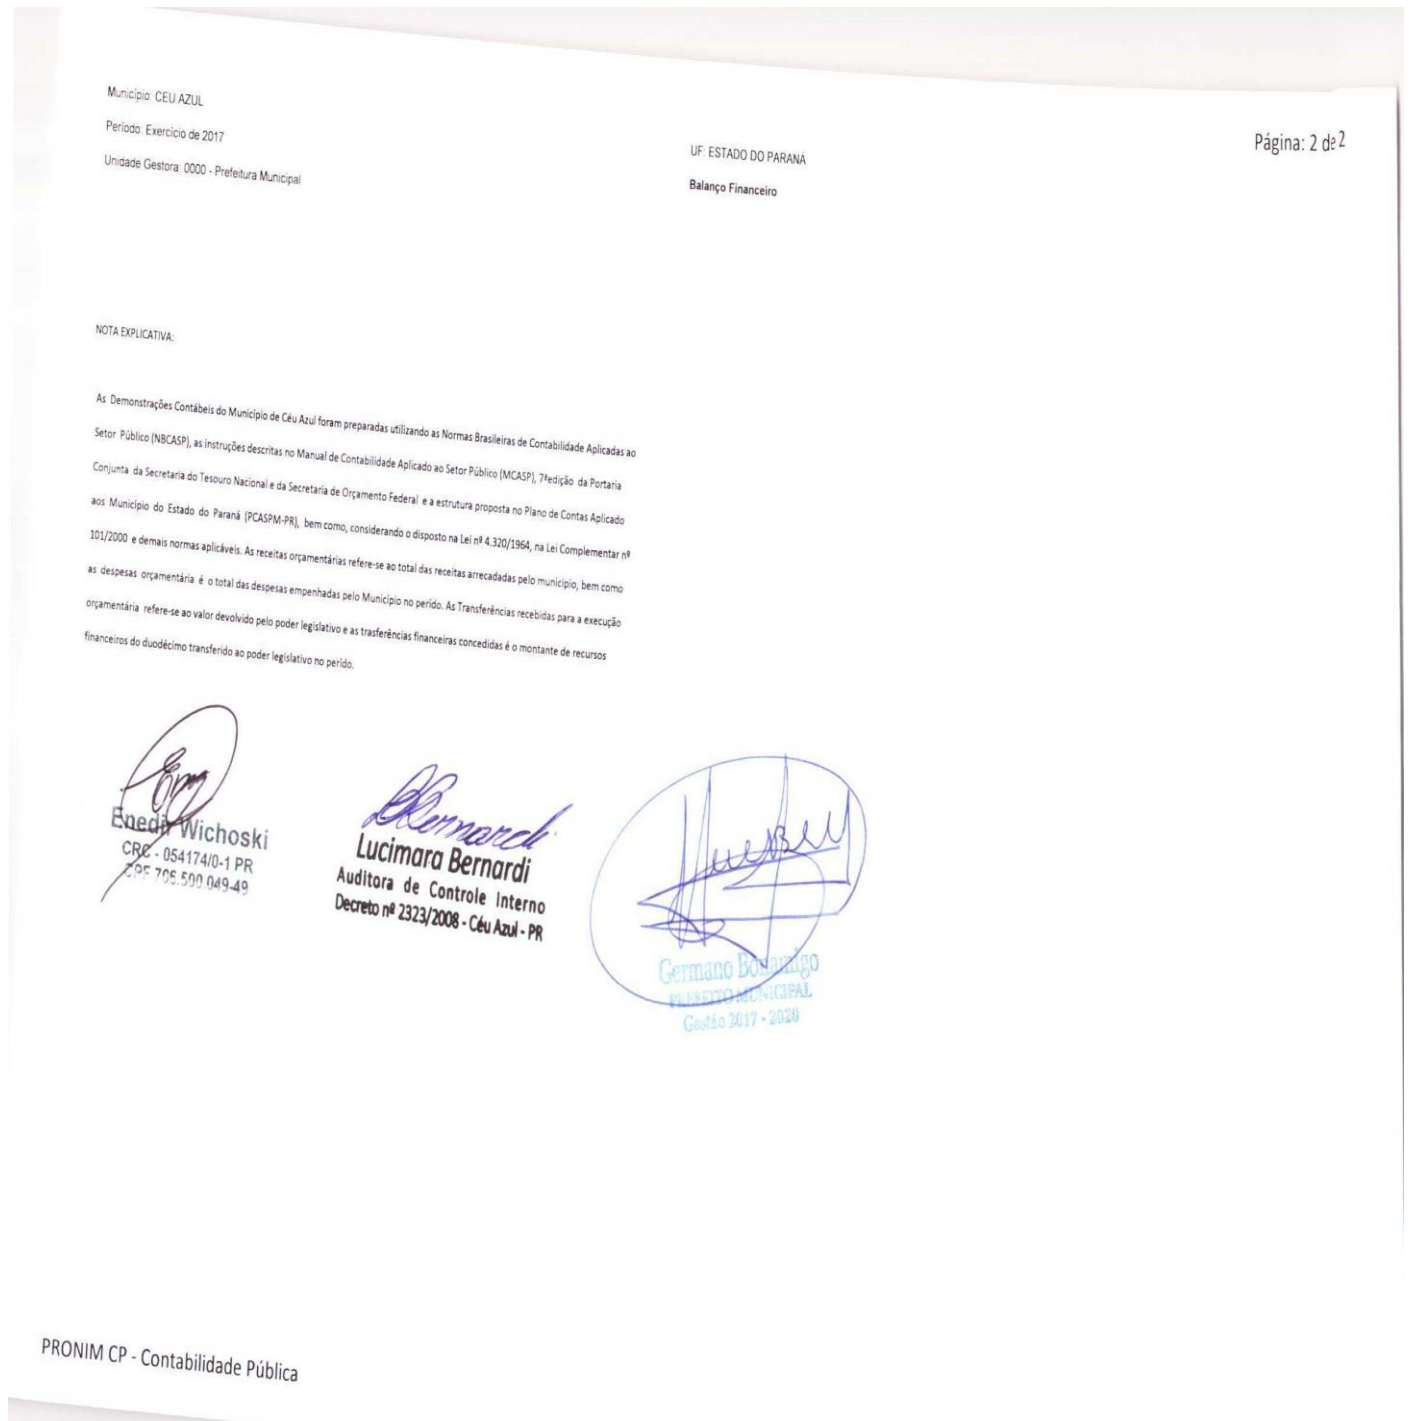 Município: CEU AZUL
Período: Exercício de 2017
Unidade Gestora: 0000 - Prefeitura Municipal
UF: ESTADO DO PARANÁ
Balanço Financeiro
Página: 2 de 2
NOTA EXPLICATIVA:
As Demonstrações Contábeis do Município de Céu Azul foram preparadas utilizando as Normas Brasileiras de Contabilidade Aplicadas ao
Setor Público (NBCASP), as instruções descritas no Manual de Contabilidade Aplicado ao Setor Público (MCASP), 7ªedição da Portaria
Conjunta da Secretaria do Tesouro Nacional e da Secretaria de Orçamento Federal e a estrutura proposta no Plano de Contas Aplicado
aos Município do Estado do Paraná (PCASPM-PR), bem como, considerando o disposto na Lei nº 4.320/1964, na Lei Complementar nº
101/2000 e demais normas aplicáveis. As receitas orçamentárias refere-se ao total das receitas arrecadadas pelo município, bem como
as despesas orçamentária é o total das despesas empenhadas pelo Município no perído. As Transferências recebidas para a execução
orçamentária refere-se ao valor devolvido pelo poder legislativo e as trasferências financeiras concedidas é o montante de recursos
financeiros do duodécimo transferido ao poder legislativo no perído.
Enedir Wichoski
CRC - 054174/0-1 PR
CPF 705.500.049-49
Bernardi
Lucimara Bernardi
Auditora de Controle Interno
Decreto nº 2323/2008 - Céu Azul - PR
Germano Bonamigo
PREFEITO MUNICIPAL
Gestão 2017 - 2020
PRONIM CP - Contabilidade Pública